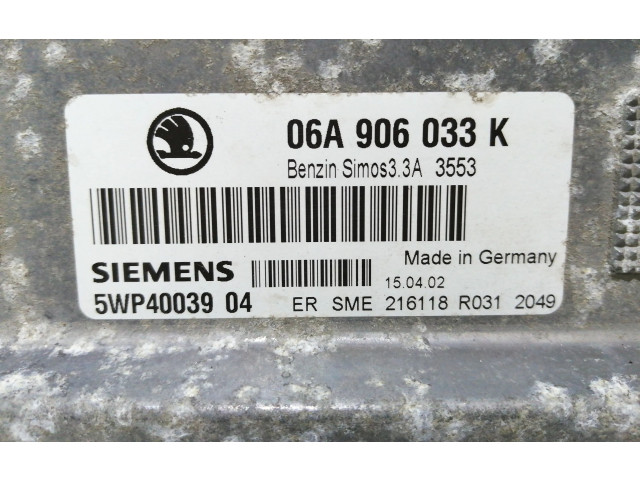 06A 906 033 K
Benzin Simos3.3A 3553
Made in Germany
SIEMENS
15.04.02
5WP40039 04 ER SME 216118 R031 2049